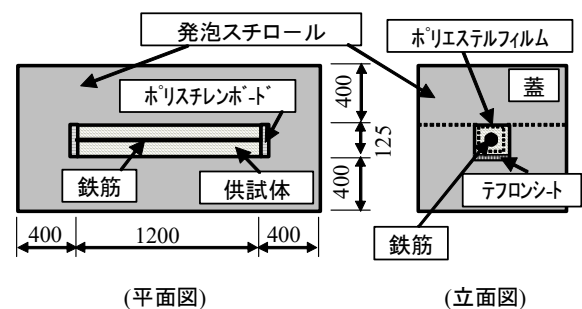 発泡スチロール
ﾎﾟﾘｴｽﾃﾙﾌｨﾙﾑ
蓋
ﾎﾟﾘｽﾁﾚﾝﾎﾞｰﾄﾞ
400
125
400
鉄筋
供試体
ﾃﾌﾛﾝｼｰﾄ
400
1200
400
鉄筋
(平面図)
(立面図)